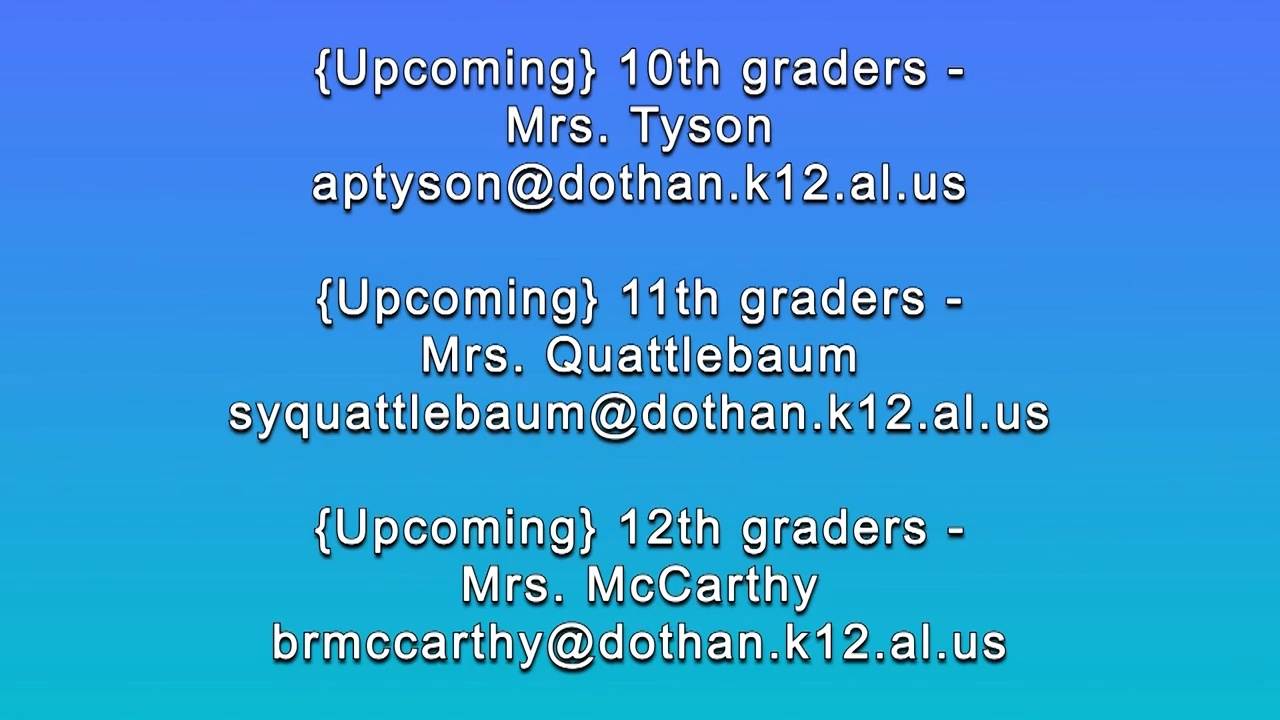 {Upcoming} 10th graders -
Mrs. Tyson
aptyson@dothan.k12.al.us
{Upcoming} 11th graders -
Mrs. Quattlebaum
syquattlebaum@dothan.k12.al.us
{Upcoming} 12th graders -
Mrs. McCarthy
brmccarthy@dothan.k12.al.us